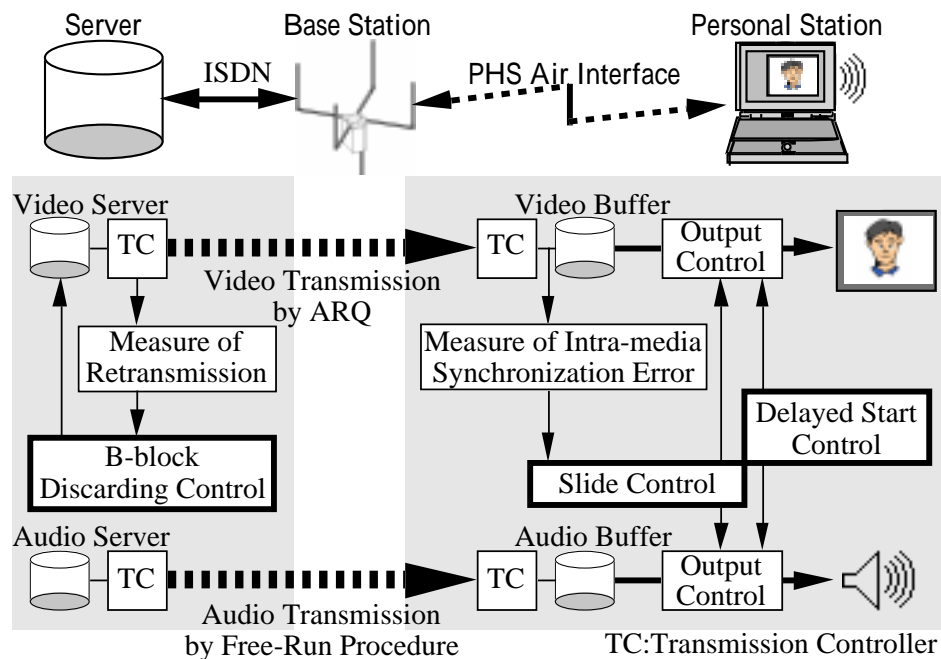 Server
Base Station
Personal Station
ISDN
PHS Air Interface
Video Server
Video Buffer
TC
TC
Output
Control
Video Transmission
by ARQ
Measure of
Retransmission
Measure of Intra-media
Synchronization Error
Delayed Start
Control
B-block
Discarding Control
Slide Control
Audio Server
Audio Buffer
TC
TC
Output
Control
Audio Transmission
by Free-Run Procedure
TC:Transmission Controller